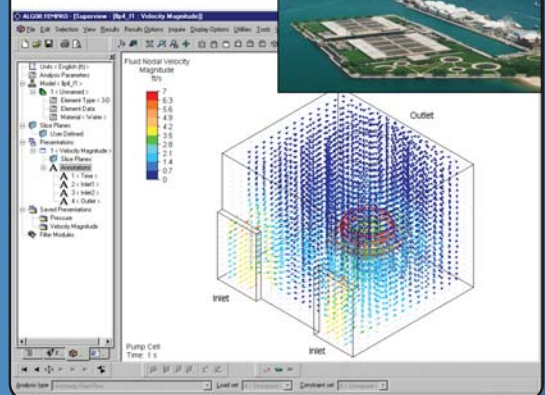 ALGOR FEMPRO - [Superview - [llp4_f1 : Velocity Magnitude]]
File Edit Selection View Results Results Options Inquire Display Options Utilities Tools
Units < English (ft) >
Analysis Parameters
Model < llp4_f1 >
1 < Unnamed >
Element Type < 3-D
Element Data
Material < Water >
Slice Planes
User Defined
Presentations
1 < Velocity Magnitude >
Slice Planes
Annotations
1 < Time >
2 < Inlet1 >
3 < Inlet2 >
4 < Outlet >
Saved Presentations
Pressure
Velocity Magnitude
Filter Modules
Fluid Nodal Velocity
Magnitude
ft/s
7
6.3
5.6
4.9
4.2
3.5
2.8
2.1
1.4
0.7
0
Outlet
Inlet
Inlet
Pump Cell
Time: 1 s
Analysis type
Load set
1 < Unnamed >
Constraint set